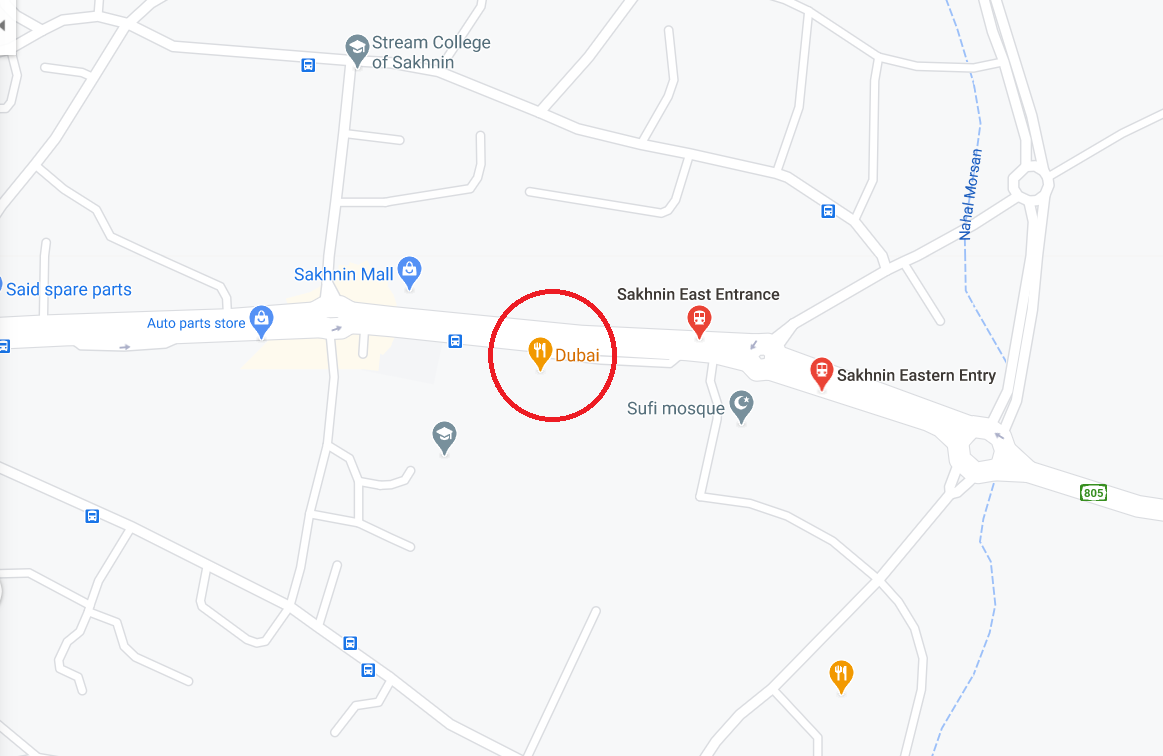 Stream College
of Sakhnin
Nahal Morsan
Sakhnin Mall
Said spare parts
Sakhnin East Entrance
Auto parts store
Dubai
Sakhnin Eastern Entry
Sufi mosque
805